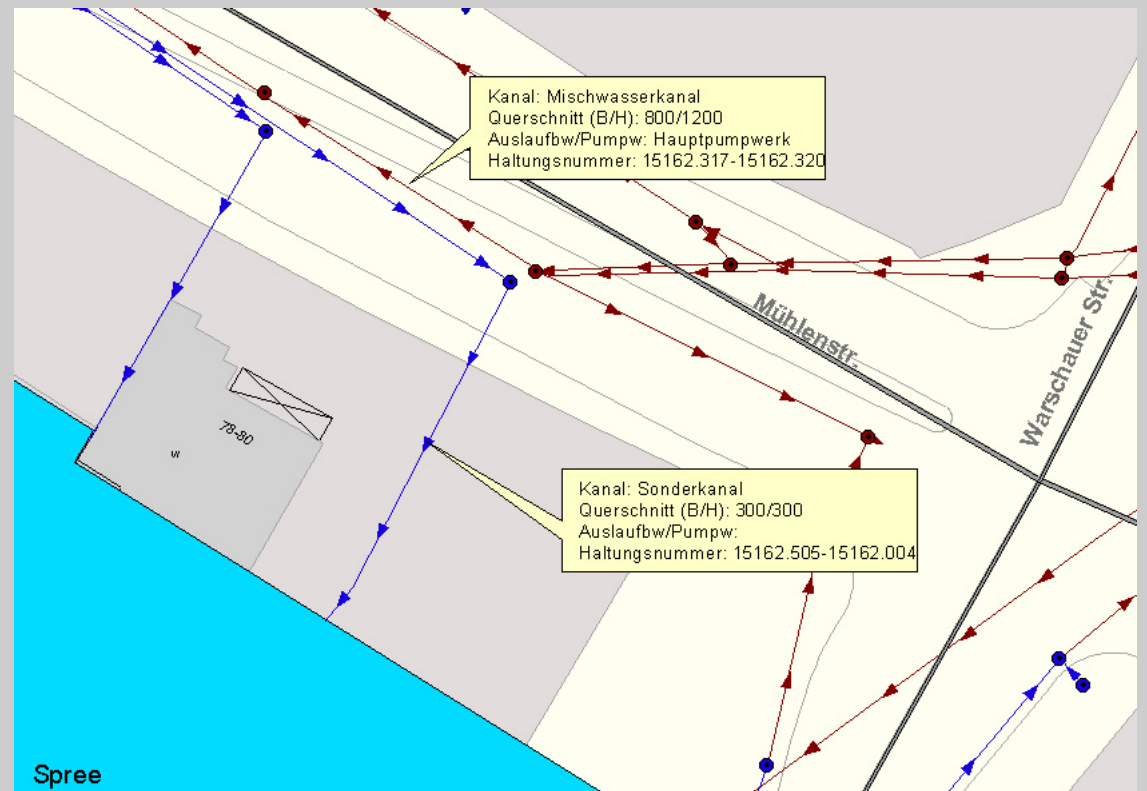 Kanal: Mischwasserkanal
Querschnitt (B/H): 800/1200
Auslaufbw/Pumpw: Hauptpumpwerk
Haltungsnummer: 15162.317-15162.320
Mühlenstr.
Warschauer Str.
78-80
Kanal: Sonderkanal
Querschnitt (B/H): 300/300
Auslaufbw/Pumpw:
Haltungsnummer: 15162.505-15162.004
Spree